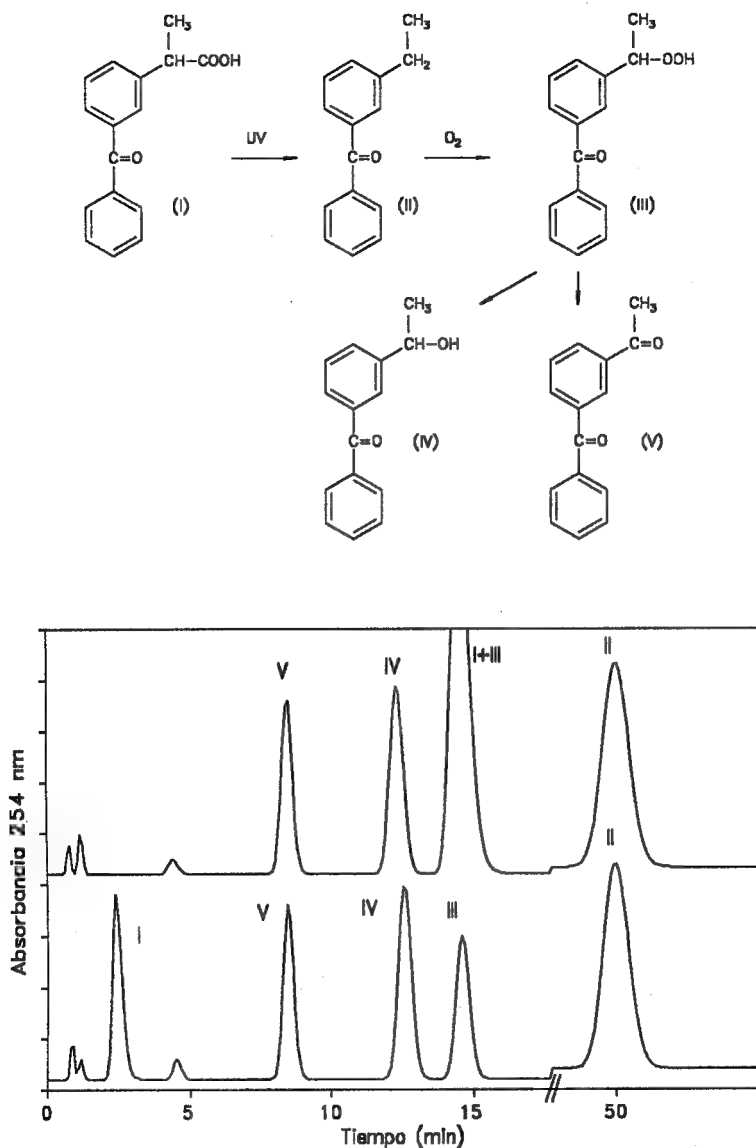 CH₃
CH–COOH
C=O
(I)
UV
CH₃
CH₂
C=O
(II)
O₂
CH₃
CH–OOH
C=O
(III)
CH₃
CH–OH
C=O
(IV)
CH₃
C=O
C=O
(V)
V
IV
I+III
II
I
V
IV
III
II
Absorbancia 254 nm
0
5
10
15
50
Tiempo (min)